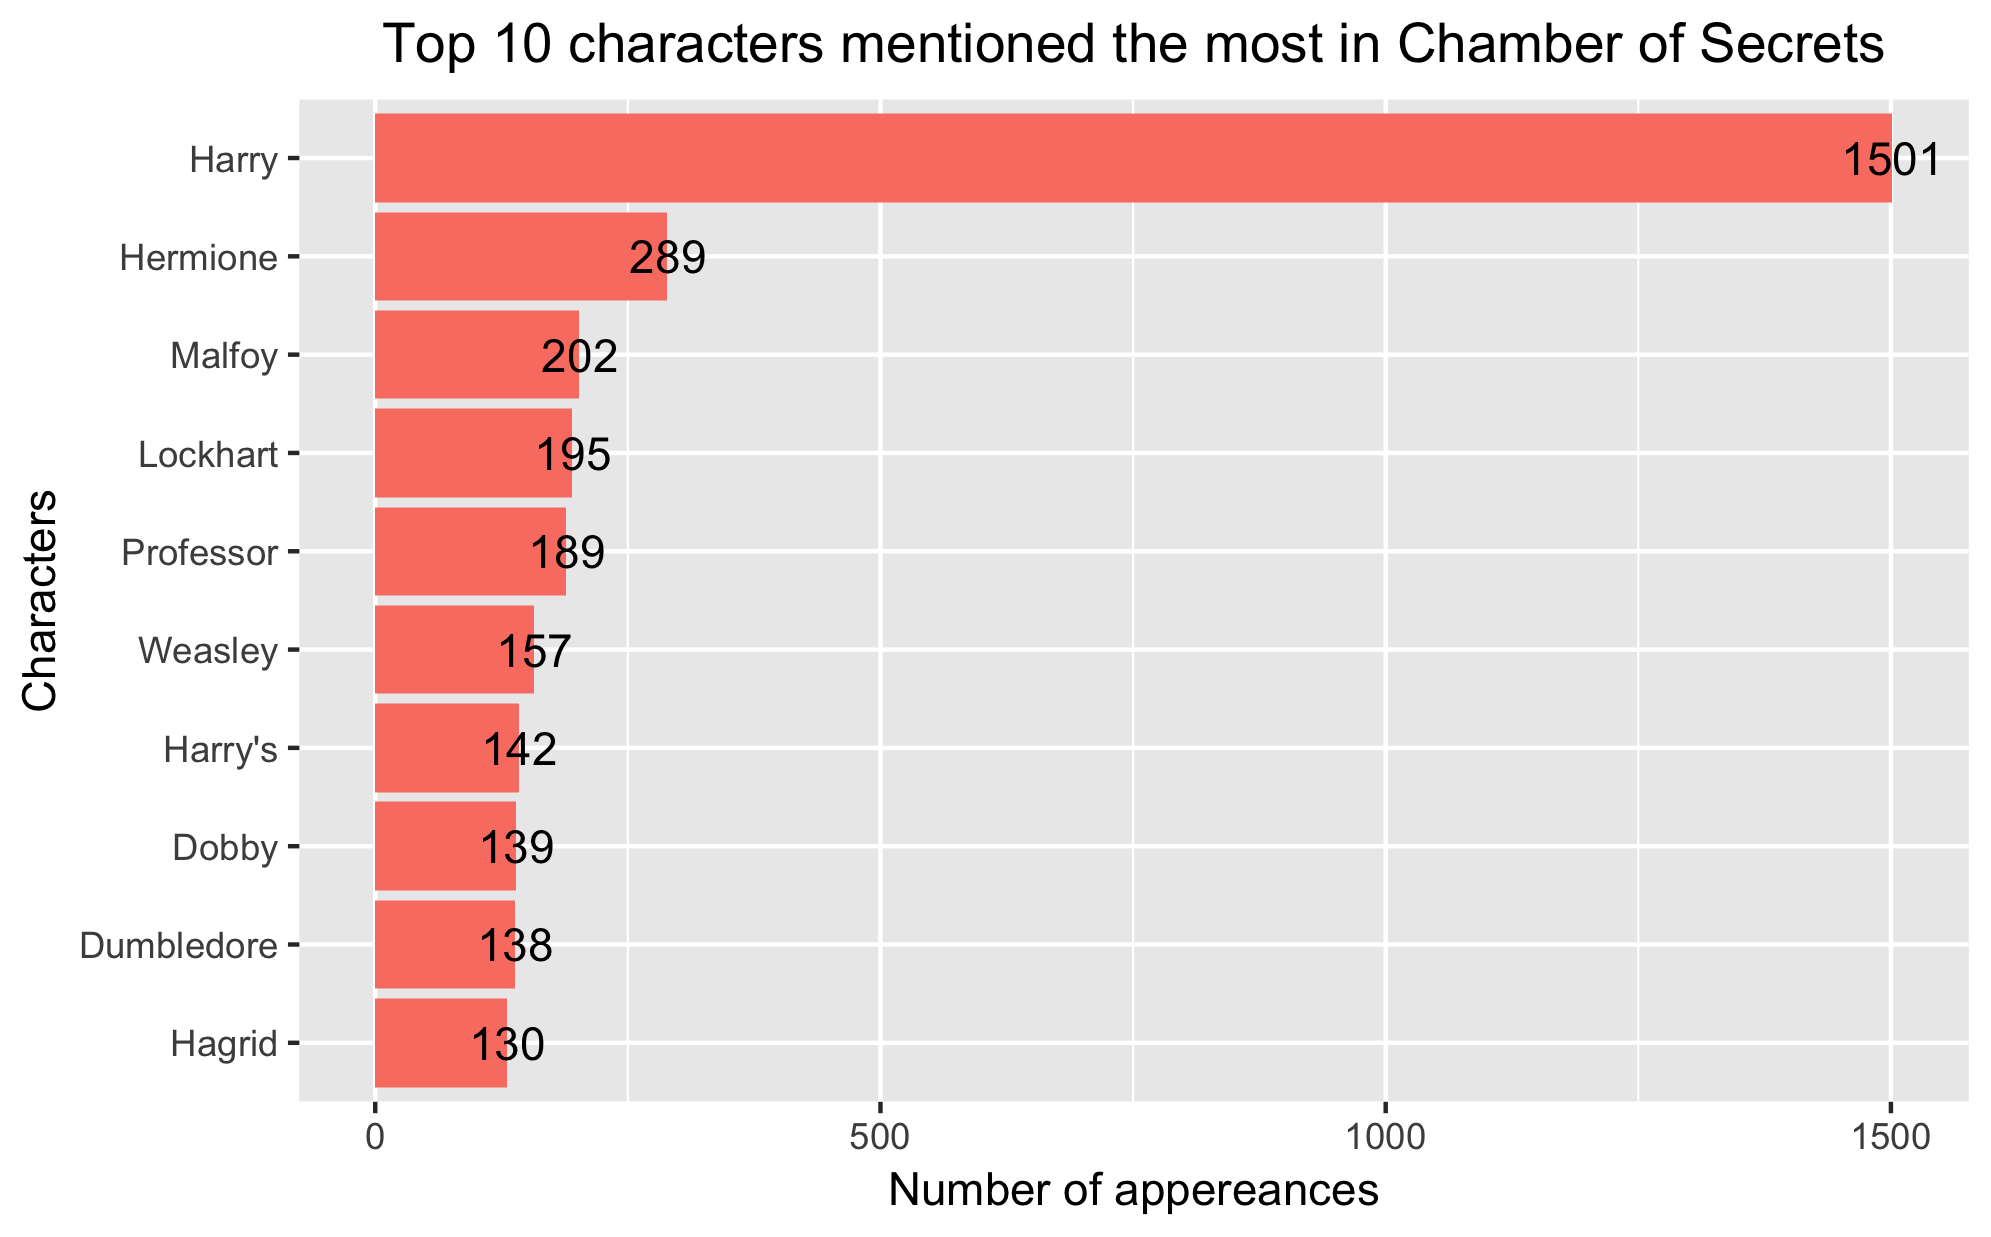 Top 10 characters mentioned the most in Chamber of Secrets
Characters
Harry 1501
Hermione 289
Malfoy 202
Lockhart 195
Professor 189
Weasley 157
Harry's 142
Dobby 139
Dumbledore 138
Hagrid 130
0 500 1000 1500
Number of appereances